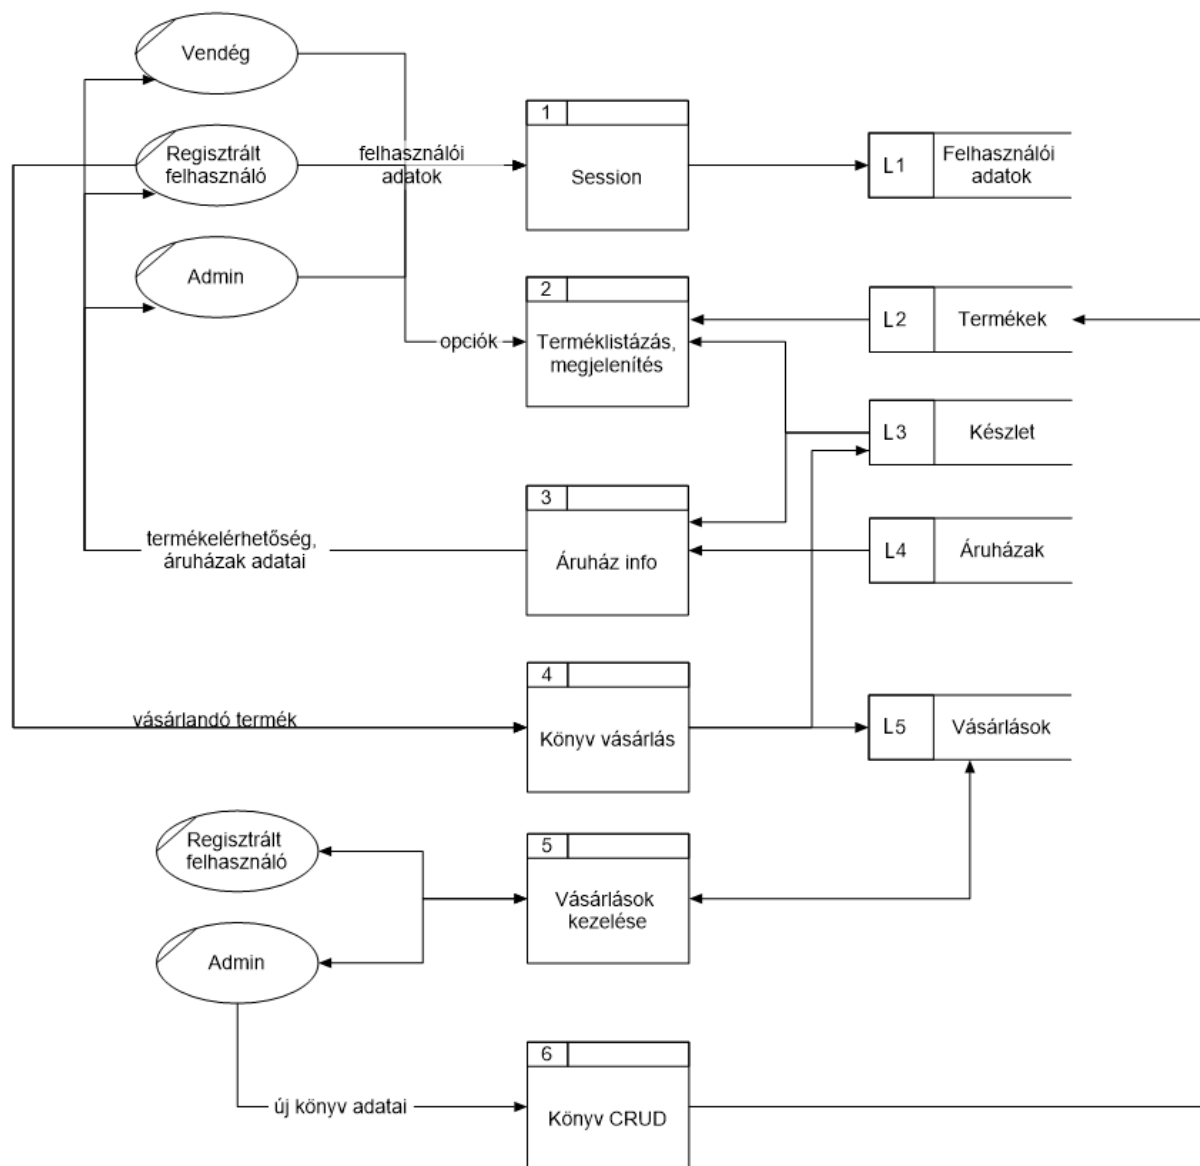 Vendég
Regisztrált
felhasználó
Admin
felhasználói
adatok
1
Session
L1
Felhasználói
adatok
opciók
2
Terméklistázás,
megjelenítés
L2
Termékek
L3
Készlet
termékelérhetőség,
áruházak adatai
3
Áruház info
L4
Áruházak
vásárlandó termék
4
Könyv vásárlás
L5
Vásárlások
Regisztrált
felhasználó
Admin
5
Vásárlások
kezelése
új könyv adatai
6
Könyv CRUD